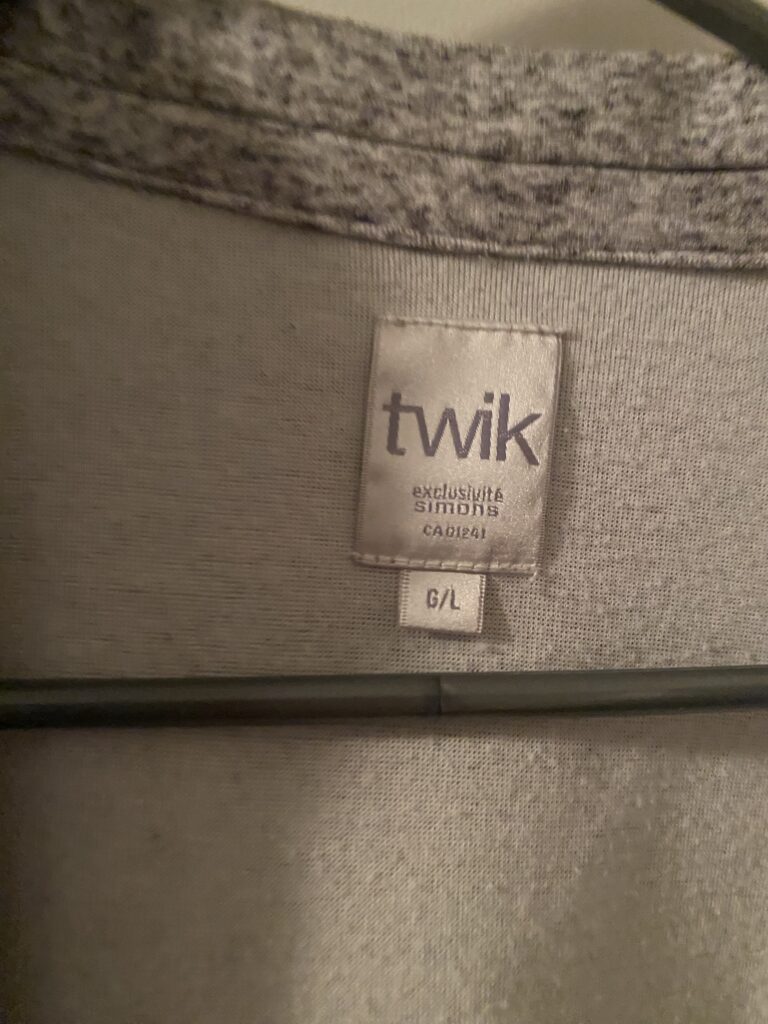 twik
exclusivité
simons
CA01241
G/L